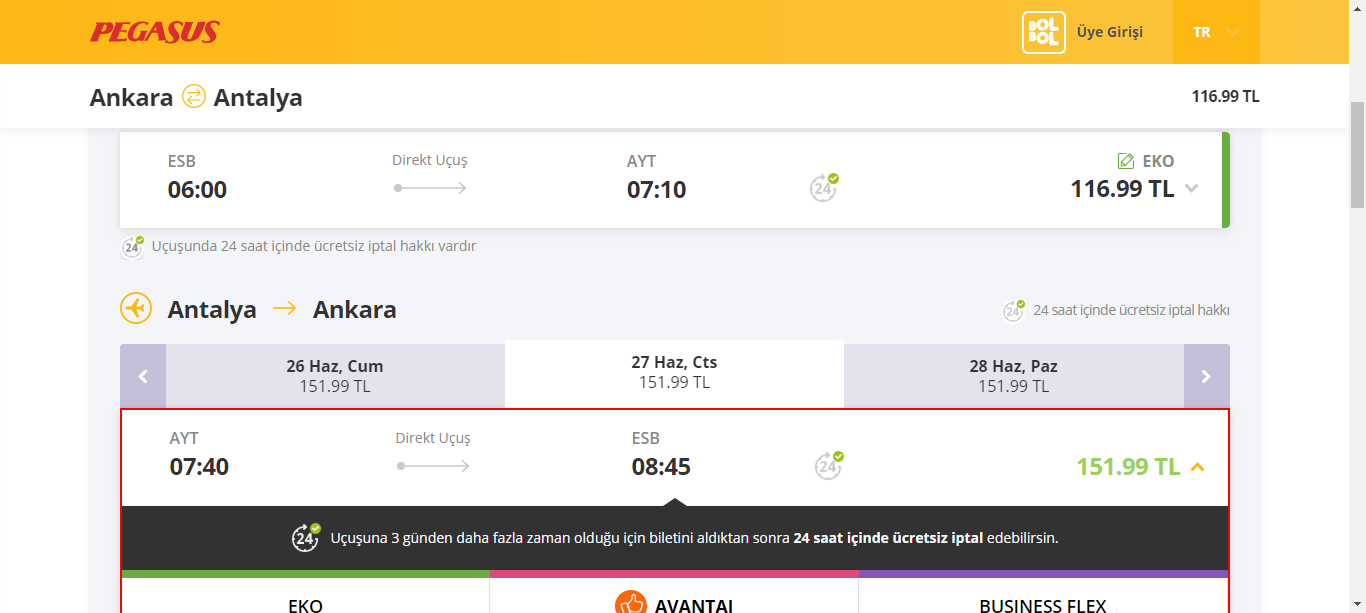 PEGASUS
BOL BOL
Üye Girişi
TR
Ankara Antalya
116.99 TL
ESB
Direkt Uçuş
AYT
EKO
06:00
07:10
24
116.99 TL
24 Uçuşunda 24 saat içinde ücretsiz iptal hakkı vardır
Antalya Ankara
24 24 saat içinde ücretsiz iptal hakkı
26 Haz, Cum
151.99 TL
27 Haz, Cts
151.99 TL
28 Haz, Paz
151.99 TL
AYT
Direkt Uçuş
ESB
07:40
08:45
24
151.99 TL
24 Uçuşuna 3 günden daha fazla zaman olduğu için biletini aldıktan sonra 24 saat içinde ücretsiz iptal edebilirsin.
EKO
AVANTAJ
BUSINESS FLEX